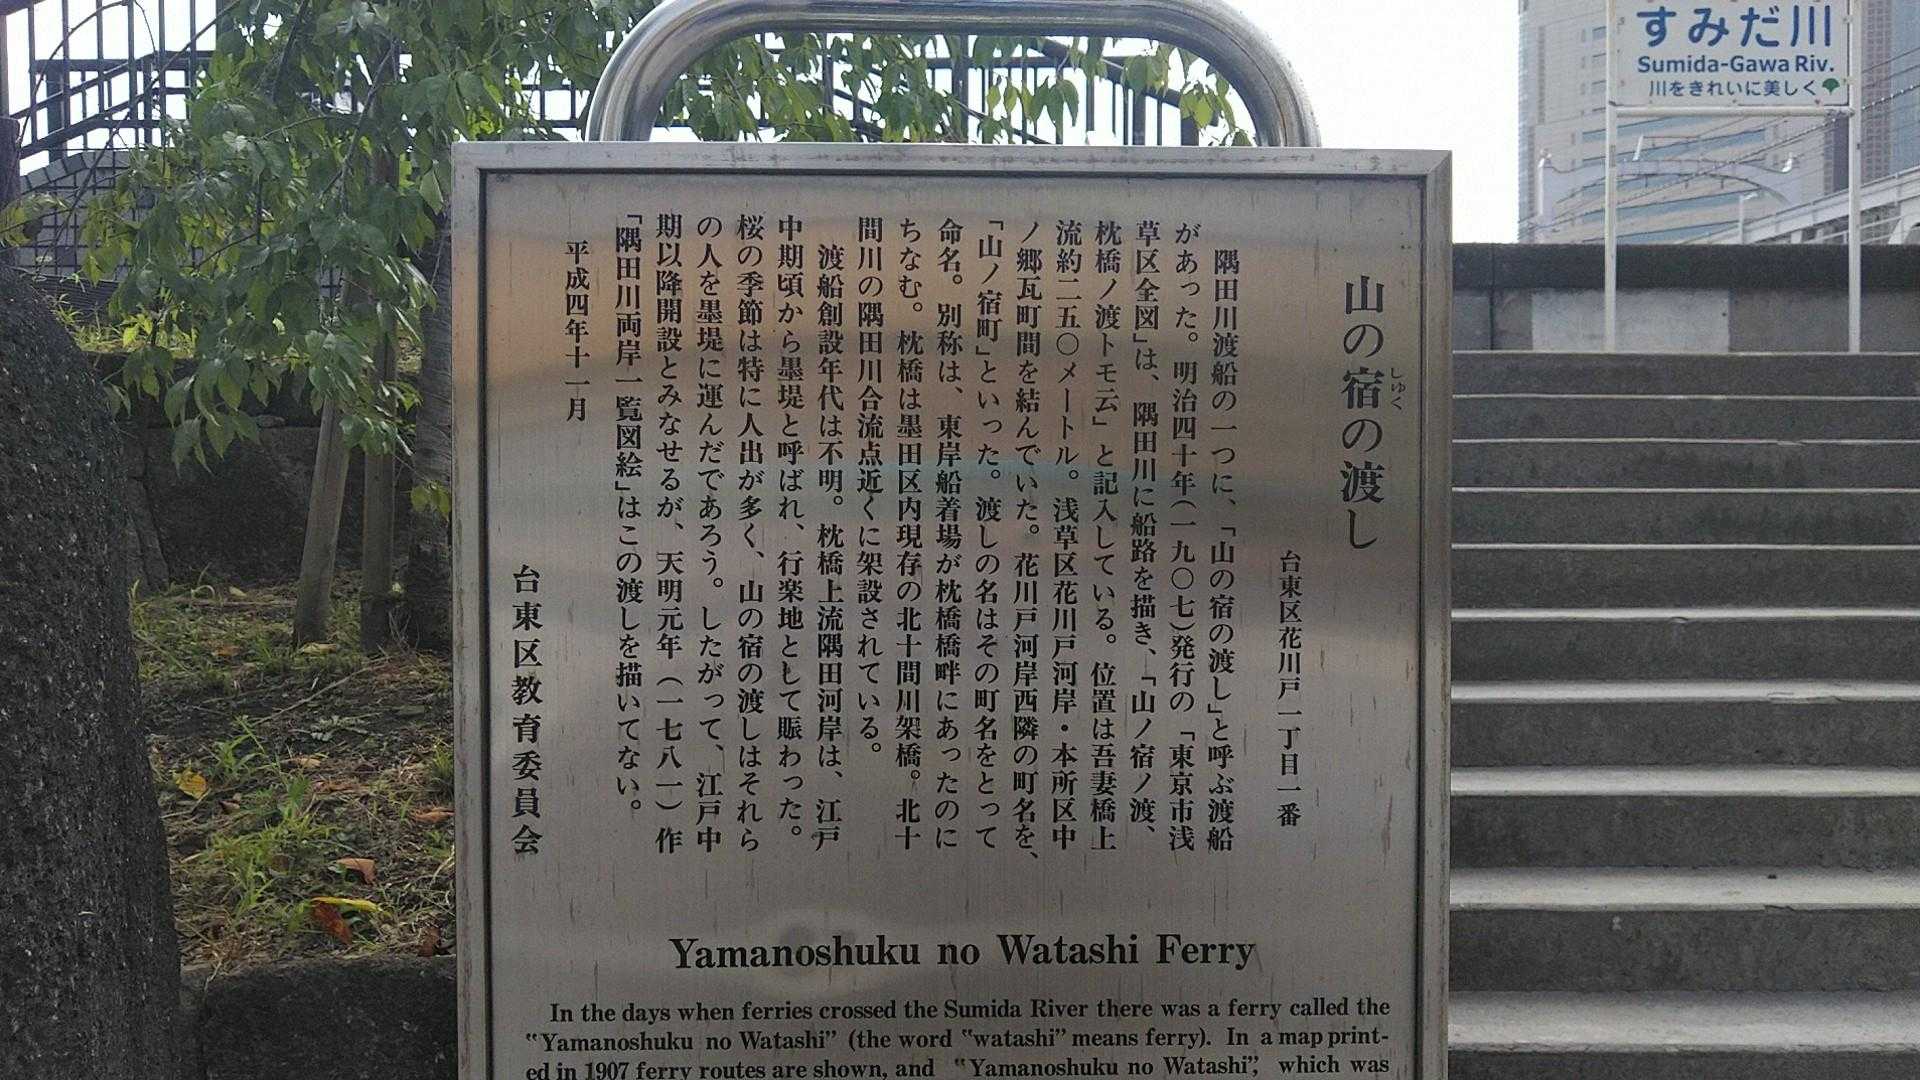 すみだ川
Sumida-Gawa Riv.
川をきれいに美しく
山の宿の渡し
しゅく
台東区花川戸一丁目一番
隅田川渡船の一つに、「山の宿の渡し」と呼ぶ渡船
があった。明治四十年(一九〇七)発行の「東京市浅
草区全図」は、隅田川に船路を描き、「山ノ宿ノ渡、
枕橋ノ渡トモ云」と記入している。位置は吾妻橋上
流約二五〇メートル。浅草区花川戸河岸・本所区中
ノ郷瓦町間を結んでいた。花川戸河岸西隣の町名を、
「山ノ宿町」といった。渡しの名はその町名をとって
命名。別称は、東岸船着場が枕橋橋畔にあったのに
ちなむ。枕橋は墨田区内現存の北十間川架橋。北十
間川の隅田川合流点近くに架設されている。
渡船創設年代は不明。枕橋上流隅田河岸は、江戸
中期頃から墨堤と呼ばれ、行楽地として賑わった。
桜の季節は特に人出が多く、山の宿の渡しはそれら
の人を墨堤に運んだであろう。したがって、江戸中
期以降開設とみなせるが、天明元年(一七八一)作
「隅田川両岸一覧図絵」はこの渡しを描いてない。
平成四年十一月
台東区教育委員会
Yamanoshuku no Watashi Ferry
In the days when ferries crossed the Sumida River there was a ferry called the
“Yamanoshuku no Watashi” (the word “watashi” means ferry). In a map print-
ed in 1907 ferry routes are shown, and “Yamanoshuku no Watashi”, which was